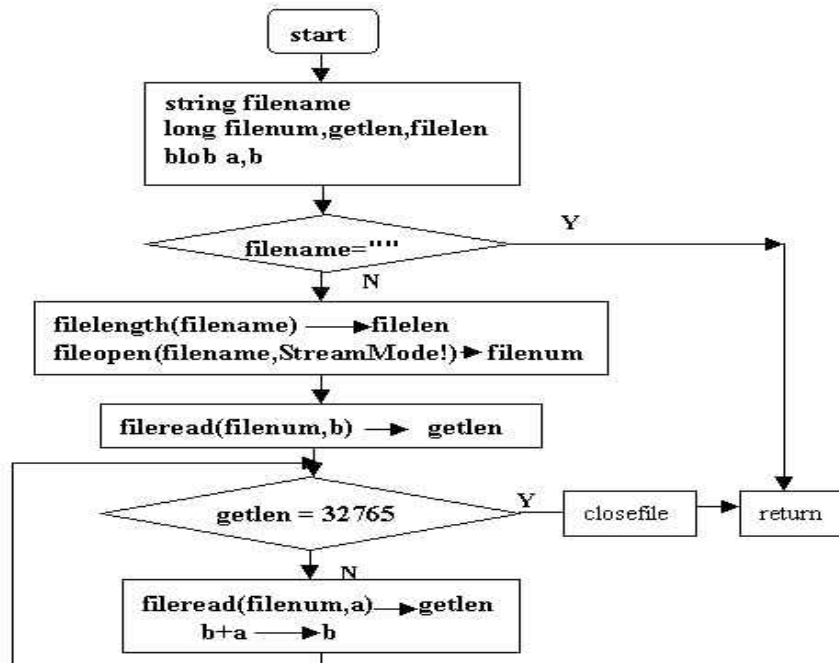 start
string filename
long filenum,getlen,filelen
blob a,b
filename=""
Y
N
filelength(filename) filelen
fileopen(filename,StreamMode!) filenum
fileread(filenum,b) getlen
getlen = 32765
Y
closefile
return
N
fileread(filenum,a) getlen
b+a b